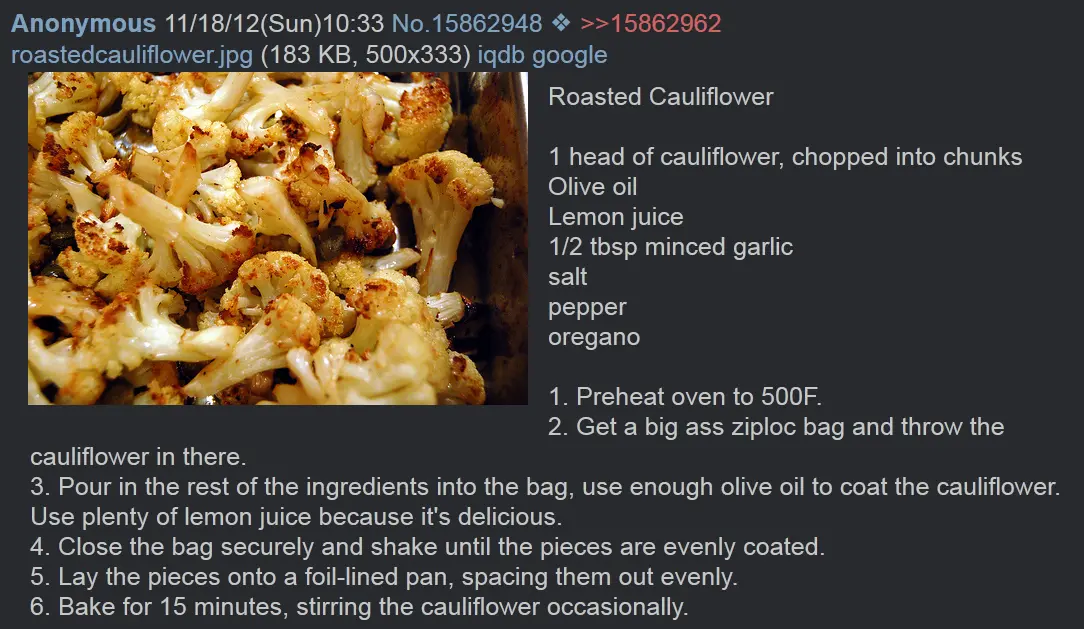 Anonymous 11/18/12(Sun)10:33 No.15862948 ❖ >>15862962
roastedcauliflower.jpg (183 KB, 500x333) iqdb google
Roasted Cauliflower
1 head of cauliflower, chopped into chunks
Olive oil
Lemon juice
1/2 tbsp minced garlic
salt
pepper
oregano
1. Preheat oven to 500F.
2. Get a big ass ziploc bag and throw the
cauliflower in there.
3. Pour in the rest of the ingredients into the bag, use enough olive oil to coat the cauliflower.
Use plenty of lemon juice because it's delicious.
4. Close the bag securely and shake until the pieces are evenly coated.
5. Lay the pieces onto a foil-lined pan, spacing them out evenly.
6. Bake for 15 minutes, stirring the cauliflower occasionally.